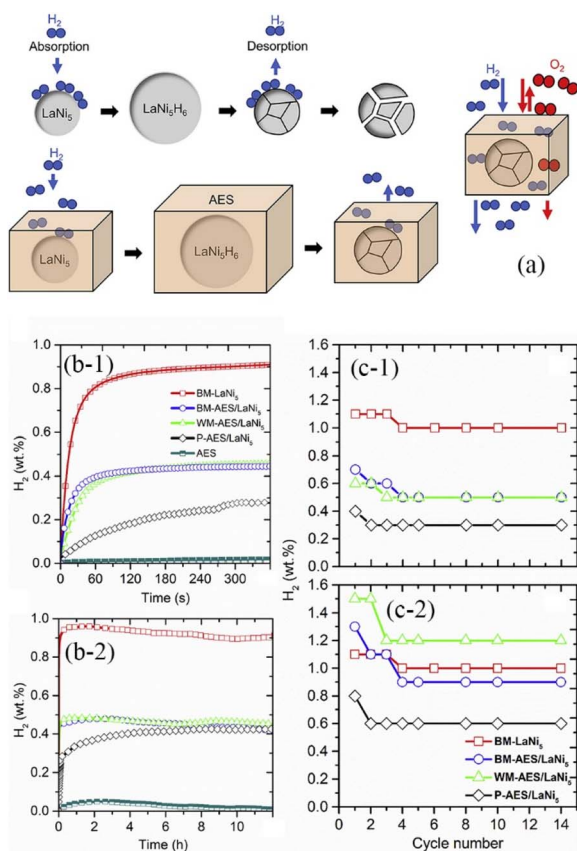 H₂
Absorption
LaNi₅
LaNi₅H₆
H₂
Desorption
H₂
O₂
H₂
LaNi₅
AES
LaNi₅H₆
(a)
(b-1)
H₂ (wt.%)
1.0
0.8
0.6
0.4
0.2
0.0
BM-LaNi₅
BM-AES/LaNi₅
WM-AES/LaNi₅
P-AES/LaNi₅
AES
0 60 120 180 240 300 360
Time (s)
(b-2)
H₂ (wt.%)
1.0
0.8
0.6
0.4
0.2
0.0
0 2 4 6 8 10 12
Time (h)
(c-1)
1.4
1.2
1.0
0.8
0.6
0.4
0.2
0.0
H₂ (wt.%)
(c-2)
1.6
1.4
1.2
1.0
0.8
0.6
0.4
0.2
0.0
BM-LaNi₅
BM-AES/LaNi₅
WM-AES/LaNi₅
P-AES/LaNi₅
0 2 4 6 8 10 12 14
Cycle number